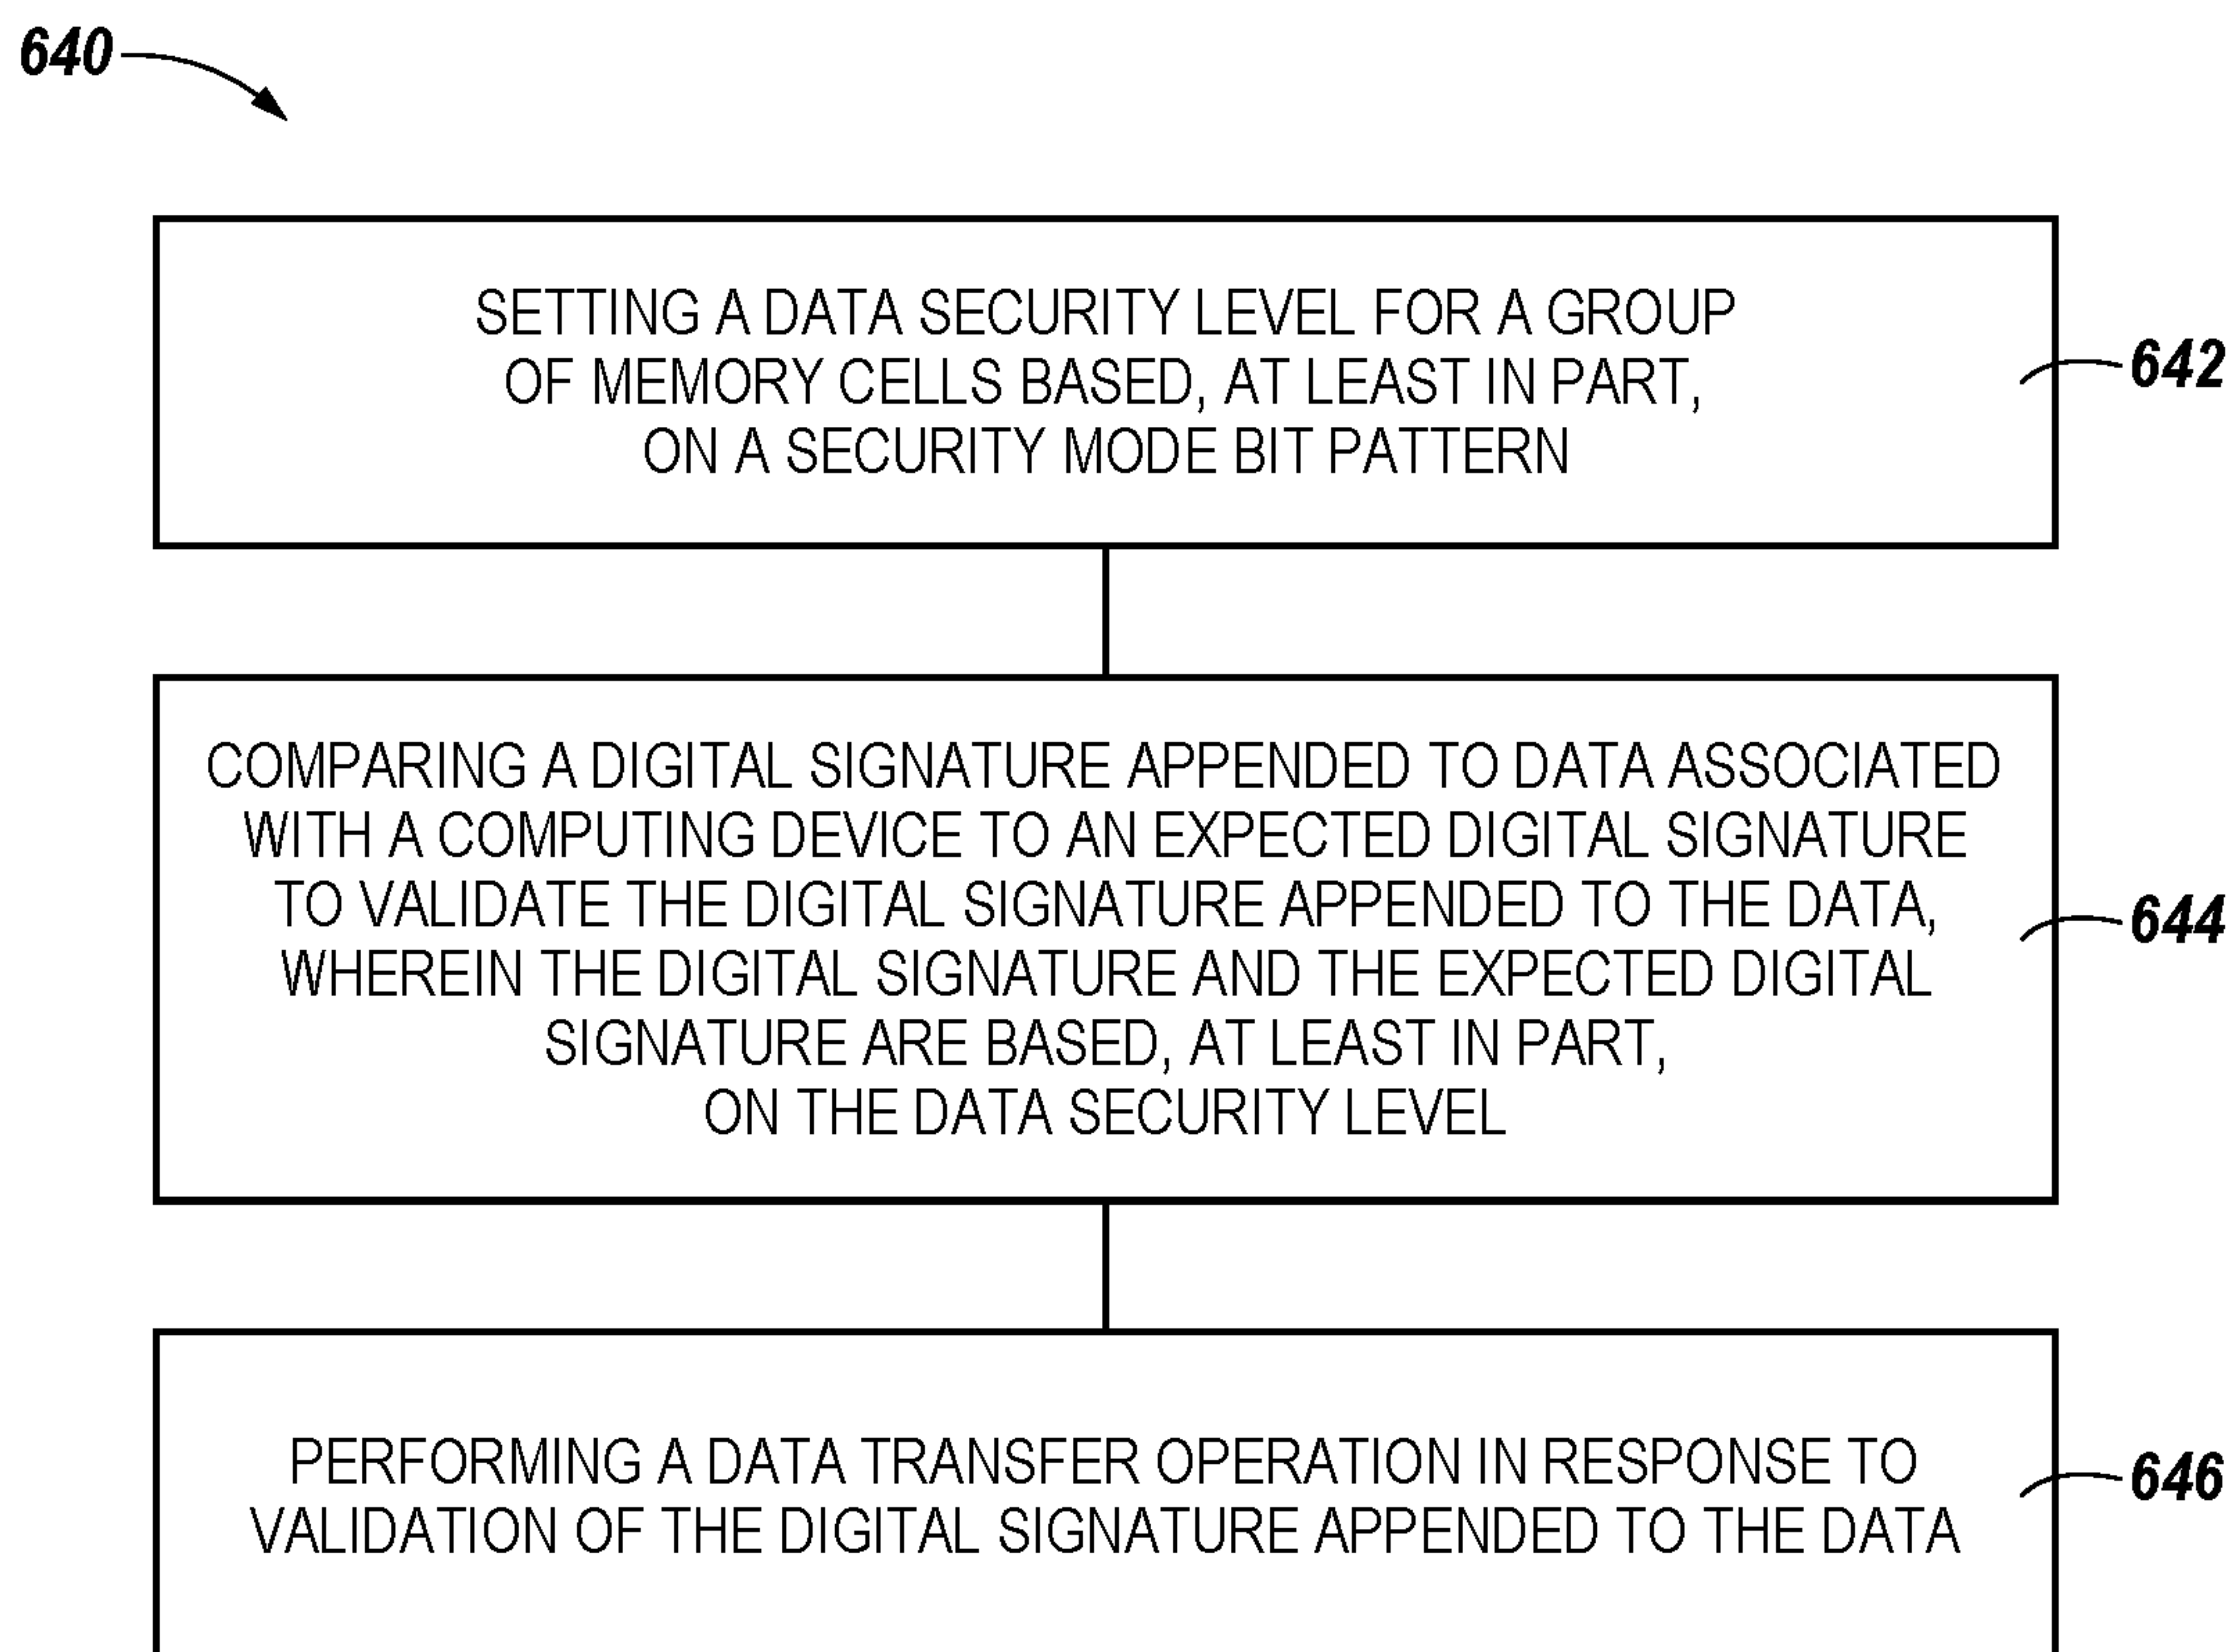 640
SETTING A DATA SECURITY LEVEL FOR A GROUP
OF MEMORY CELLS BASED, AT LEAST IN PART,
ON A SECURITY MODE BIT PATTERN
642
COMPARING A DIGITAL SIGNATURE APPENDED TO DATA ASSOCIATED
WITH A COMPUTING DEVICE TO AN EXPECTED DIGITAL SIGNATURE
TO VALIDATE THE DIGITAL SIGNATURE APPENDED TO THE DATA,
WHEREIN THE DIGITAL SIGNATURE AND THE EXPECTED DIGITAL
SIGNATURE ARE BASED, AT LEAST IN PART,
ON THE DATA SECURITY LEVEL
644
PERFORMING A DATA TRANSFER OPERATION IN RESPONSE TO
VALIDATION OF THE DIGITAL SIGNATURE APPENDED TO THE DATA
646